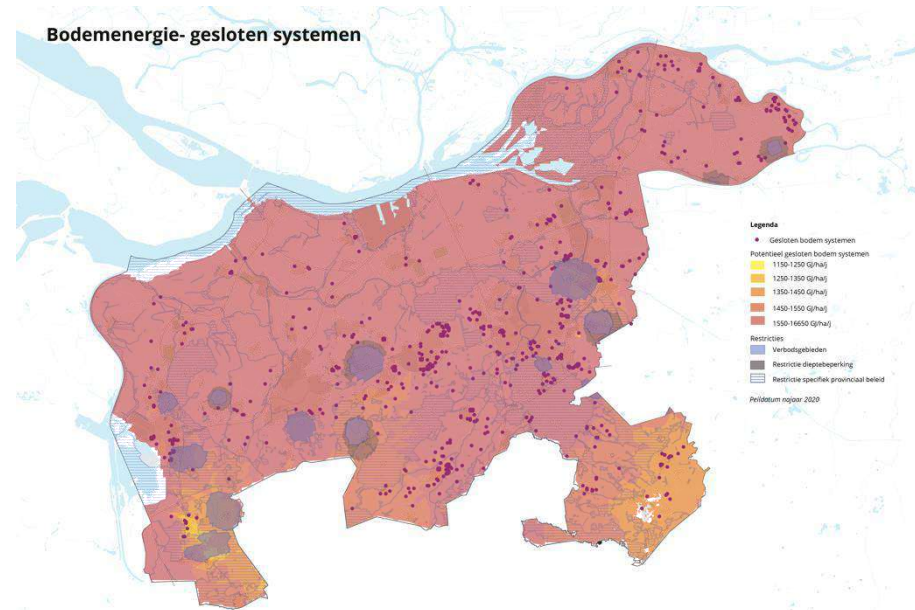 Bodemenergie- gesloten systemen
Legenda
Gesloten bodem systemen
Potentieel gesloten bodem systemen
1150-1250 GJ/ha/j
1250-1350 GJ/ha/j
1350-1450 GJ/ha/j
1450-1550 GJ/ha/j
1550-16650 GJ/ha/j
Restricties
Verbodsgebieden
Restrictie dieptebeperking
Restrictie specifiek provinciaal beleid
Peildatum najaar 2020